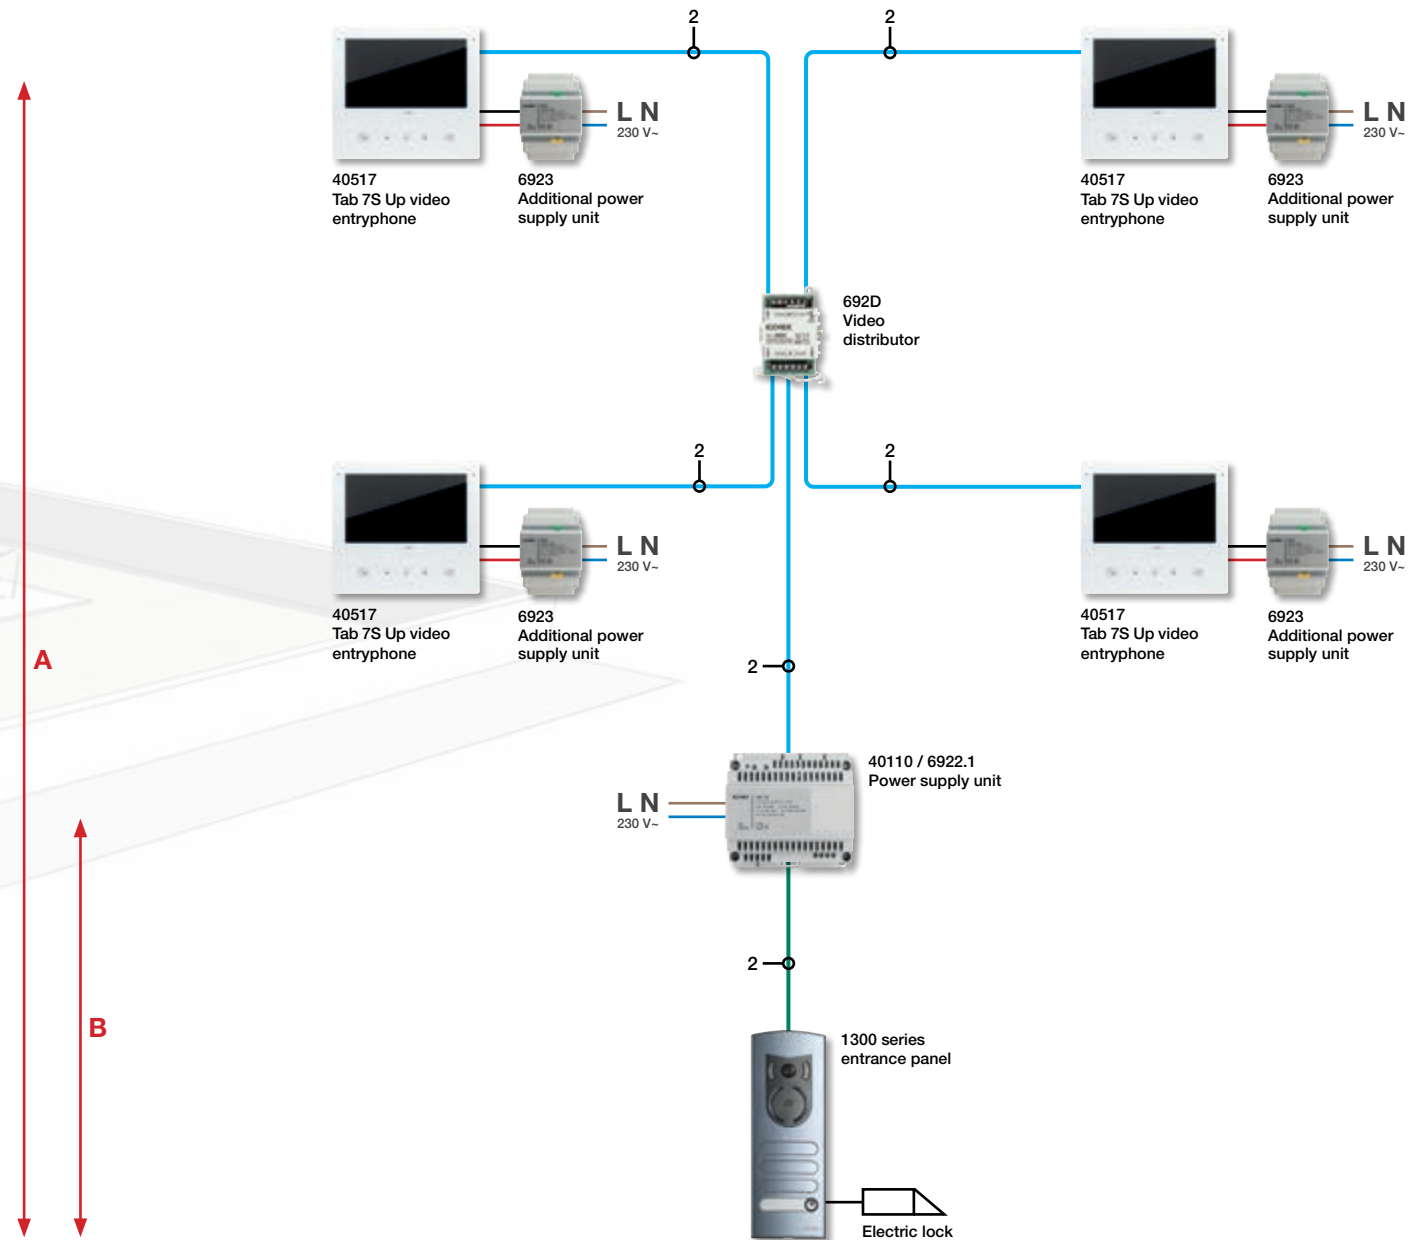 2
2
L N
230 V~
L N
230 V~
40517
Tab 7S Up video
entryphone
6923
Additional power
supply unit
40517
Tab 7S Up video
entryphone
6923
Additional power
supply unit
692D
Video
distributor
2
2
L N
230 V~
L N
230 V~
40517
Tab 7S Up video
entryphone
6923
Additional power
supply unit
40517
Tab 7S Up video
entryphone
6923
Additional power
supply unit
A
2
40110 / 6922.1
Power supply unit
L N
230 V~
2
B
1300 series
entrance panel
Electric lock